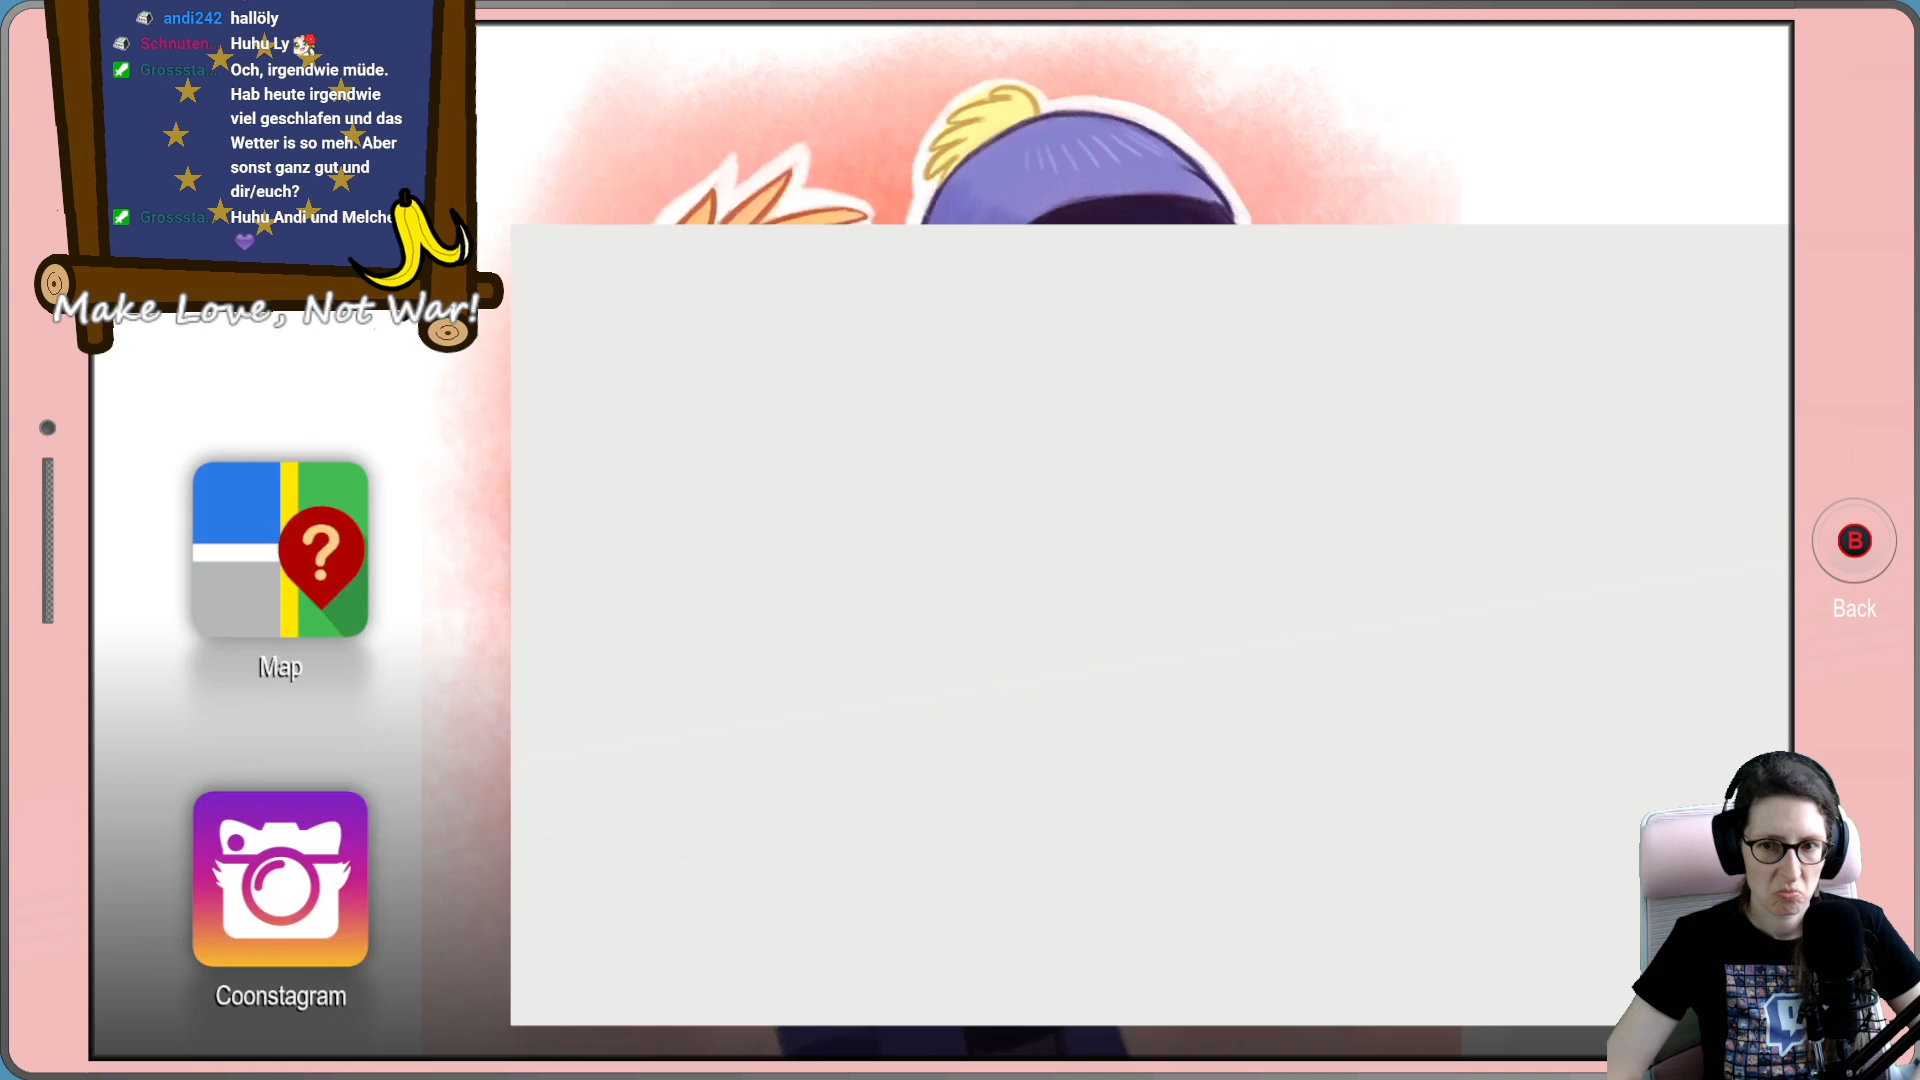 andi242 hallöly
Schnuten... Huhu Ly
Grosssta... Och, irgendwie müde.
Hab heute irgendwie
viel geschlafen und das
Wetter is so meh. Aber
sonst ganz gut und
dir/euch?
Grosssta... Huhu Andi und Melche
Make Love, Not War!
?
Map
Coonstagram
B
Back